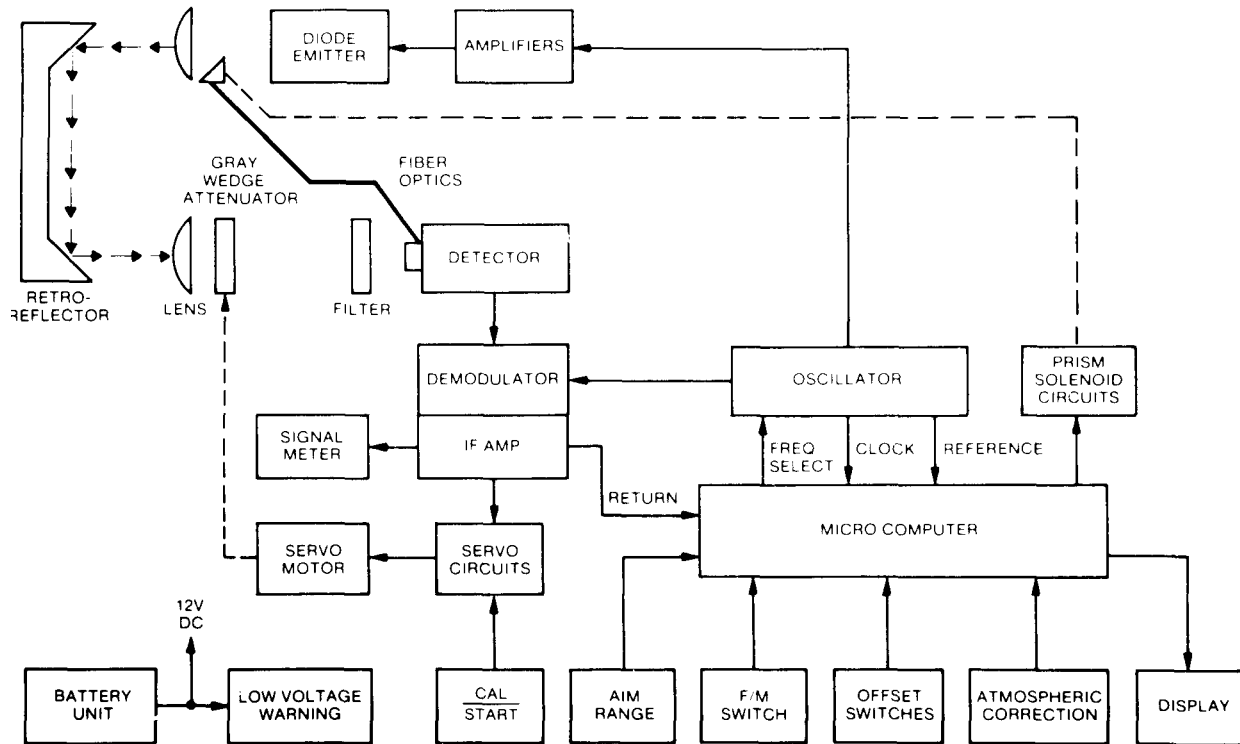 DIODE
EMITTER
AMPLIFIERS
GRAY
WEDGE
ATTENUATOR
FIBER
OPTICS
DETECTOR
RETRO-
REFLECTOR
LENS
FILTER
DEMODULATOR
OSCILLATOR
PRISM
SOLENOID
CIRCUITS
SIGNAL
METER
IF AMP
FREQ
SELECT
CLOCK
REFERENCE
RETURN
MICRO COMPUTER
SERVO
MOTOR
SERVO
CIRCUITS
12V
DC
BATTERY
UNIT
LOW VOLTAGE
WARNING
CAL
START
AIM
RANGE
F/M
SWITCH
OFFSET
SWITCHES
ATMOSPHERIC
CORRECTION
DISPLAY